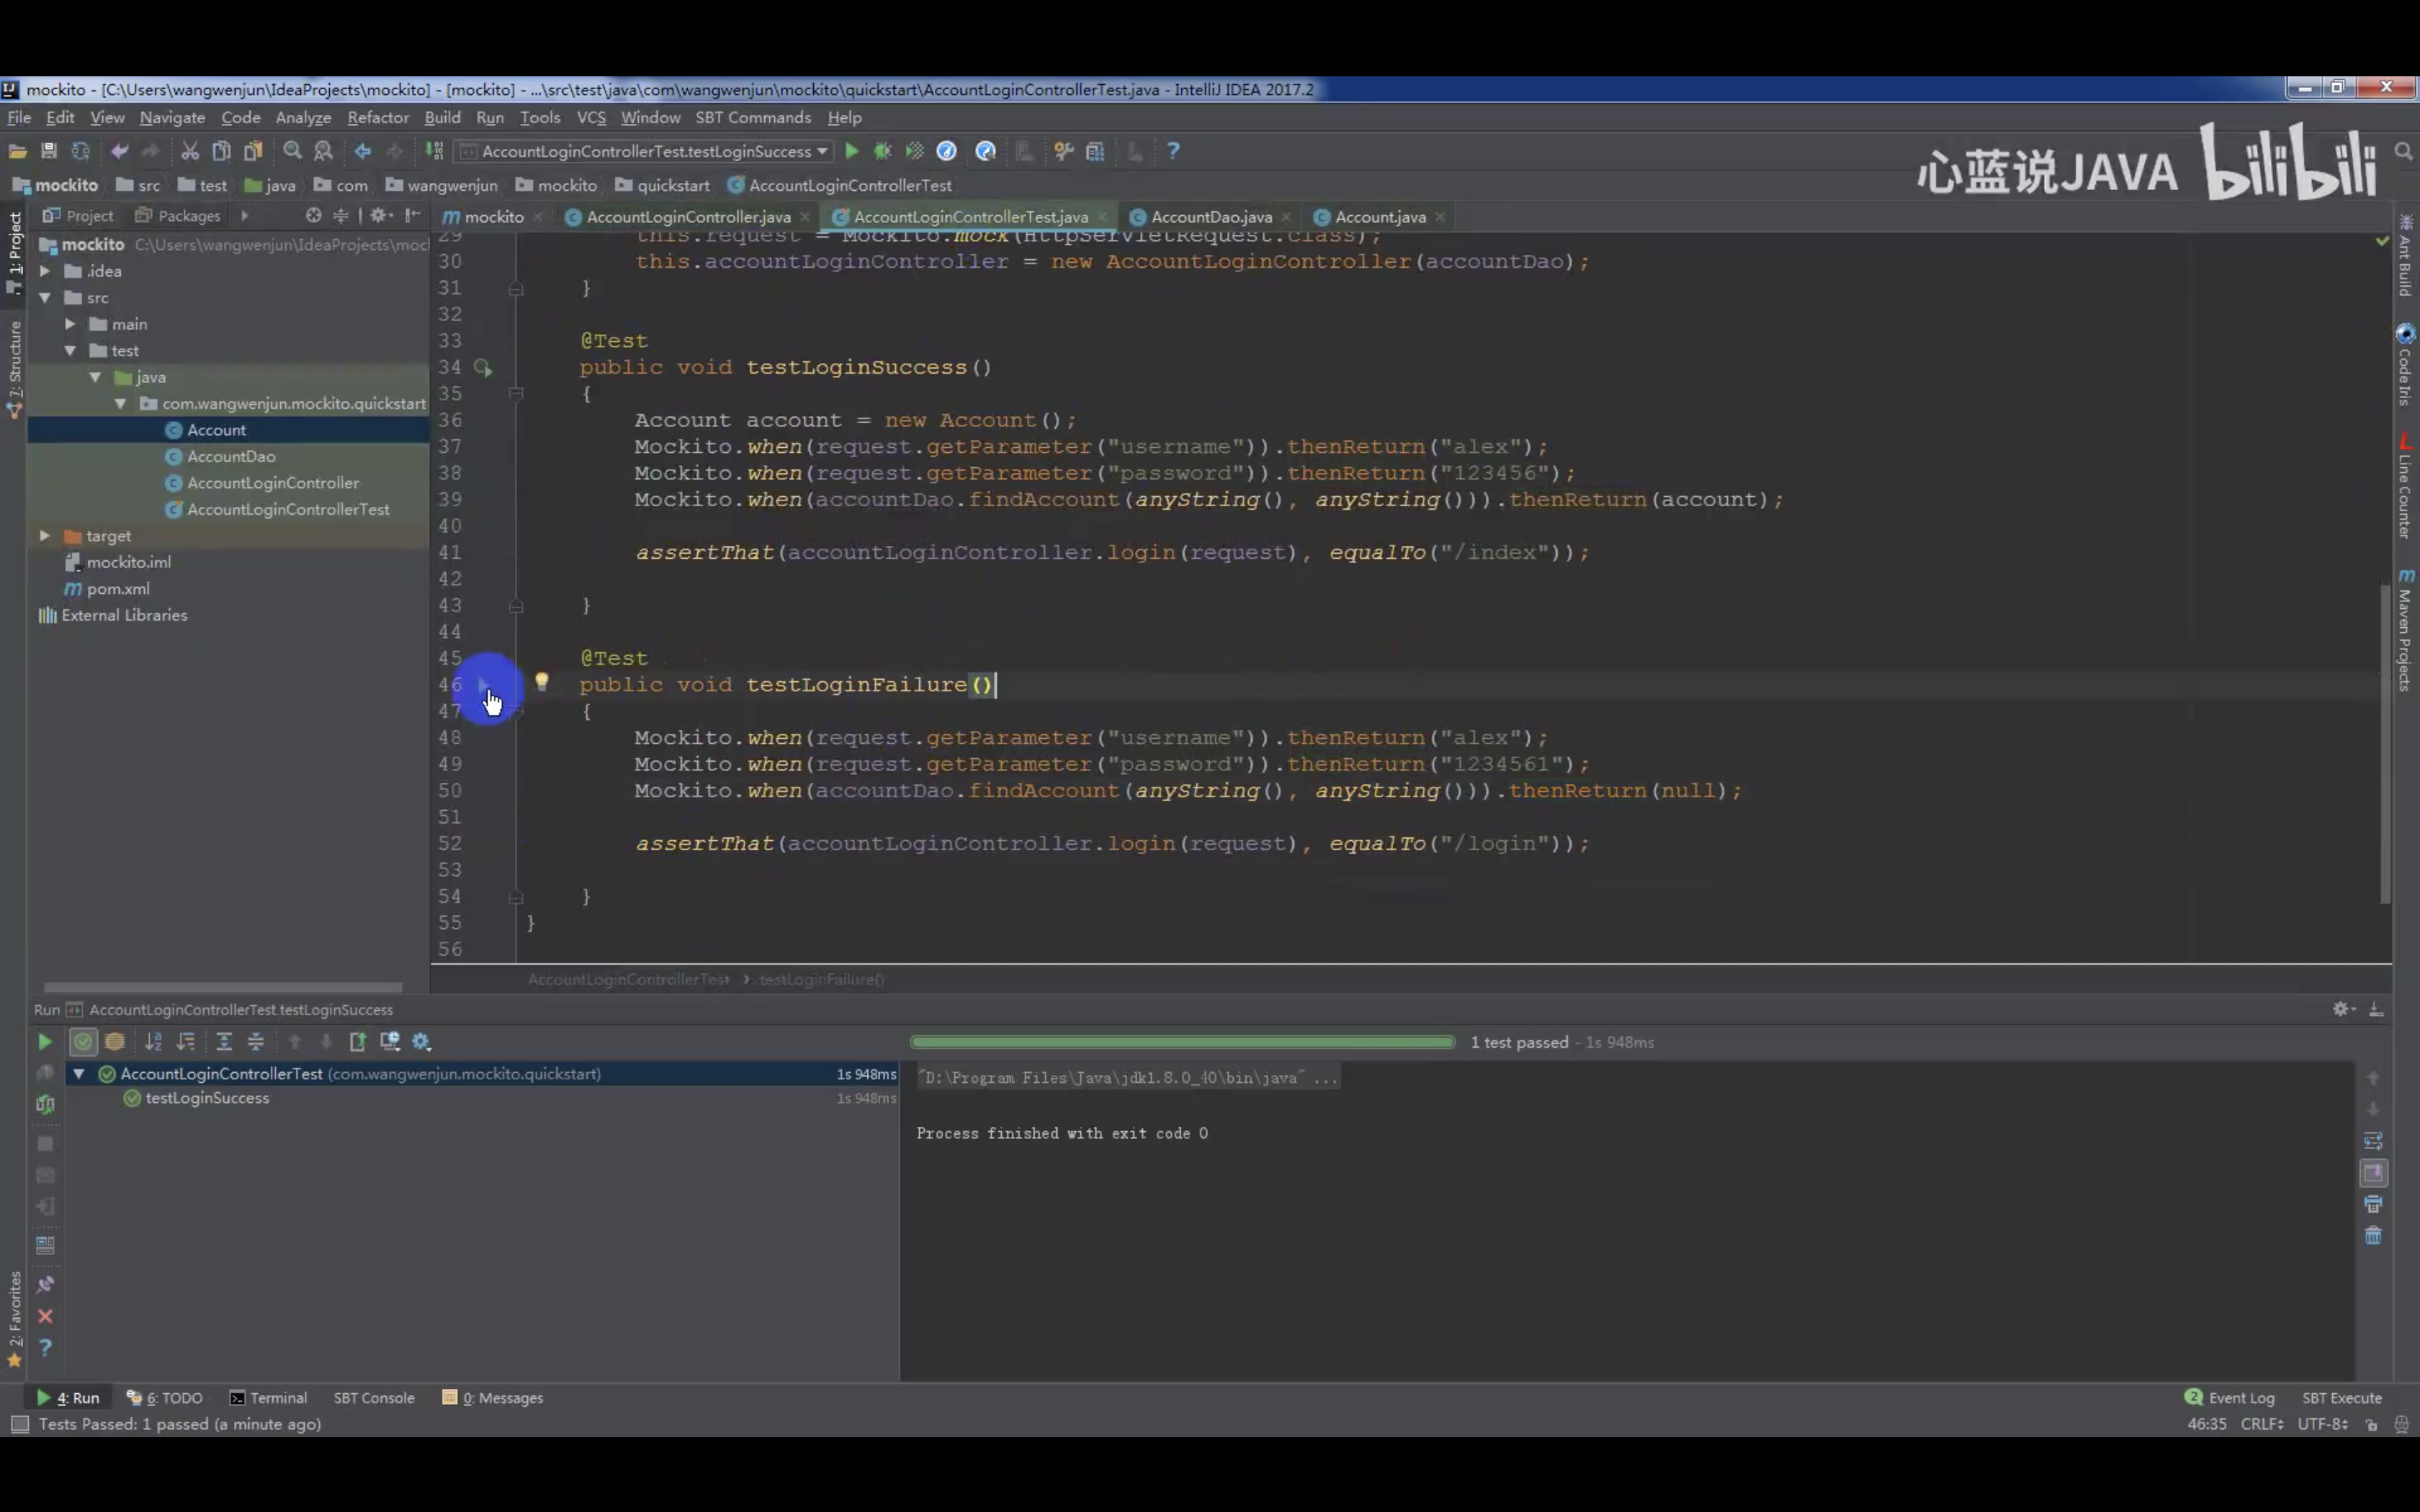 mockito - [C:\Users\wangwenjun\IdeaProjects\mockito] - [mockito] - ...\src\test\java\com\wangwenjun\mockito\quickstart\AccountLoginControllerTest.java - IntelliJ IDEA 2017.2
File Edit View Navigate Code Analyze Refactor Build Run Tools VCS Window SBT Commands Help
AccountLoginControllerTest.testLoginSuccess
心蓝说JAVA bilibili
mockito src test java com wangwenjun mockito quickstart AccountLoginControllerTest
Project Packages
mockito AccountLoginController.java AccountLoginControllerTest.java AccountDao.java Account.java
1: Project
7: Structure
2: Favorites
mockito C:\Users\wangwenjun\IdeaProjects\moc
.idea
src
main
test
java
com.wangwenjun.mockito.quickstart
Account
AccountDao
AccountLoginController
AccountLoginControllerTest
target
mockito.iml
pom.xml
External Libraries
29 this.request = Mockito.mock(HttpServletRequest.class);
30 this.accountLoginController = new AccountLoginController(accountDao);
31 }
32
33 @Test
34 public void testLoginSuccess()
35 {
36 Account account = new Account();
37 Mockito.when(request.getParameter("username")).thenReturn("alex");
38 Mockito.when(request.getParameter("password")).thenReturn("123456");
39 Mockito.when(accountDao.findAccount(anyString(), anyString())).thenReturn(account);
40
41 assertThat(accountLoginController.login(request), equalTo("/index"));
42
43 }
44
45 @Test
46 public void testLoginFailure()
47 {
48 Mockito.when(request.getParameter("username")).thenReturn("alex");
49 Mockito.when(request.getParameter("password")).thenReturn("1234561");
50 Mockito.when(accountDao.findAccount(anyString(), anyString())).thenReturn(null);
51
52 assertThat(accountLoginController.login(request), equalTo("/login"));
53
54 }
55 }
56
AccountLoginControllerTest › testLoginFailure()
Ant Build
Code Iris
Line Counter
Maven Projects
Run AccountLoginControllerTest.testLoginSuccess
1 test passed - 1s 948ms
AccountLoginControllerTest (com.wangwenjun.mockito.quickstart) 1s 948ms
testLoginSuccess 1s 948ms
"D:\Program Files\Java\jdk1.8.0_40\bin\java" ...
Process finished with exit code 0
4: Run 6: TODO Terminal SBT Console 0: Messages
2 Event Log SBT Execute
Tests Passed: 1 passed (a minute ago)
46:35 CRLF UTF-8